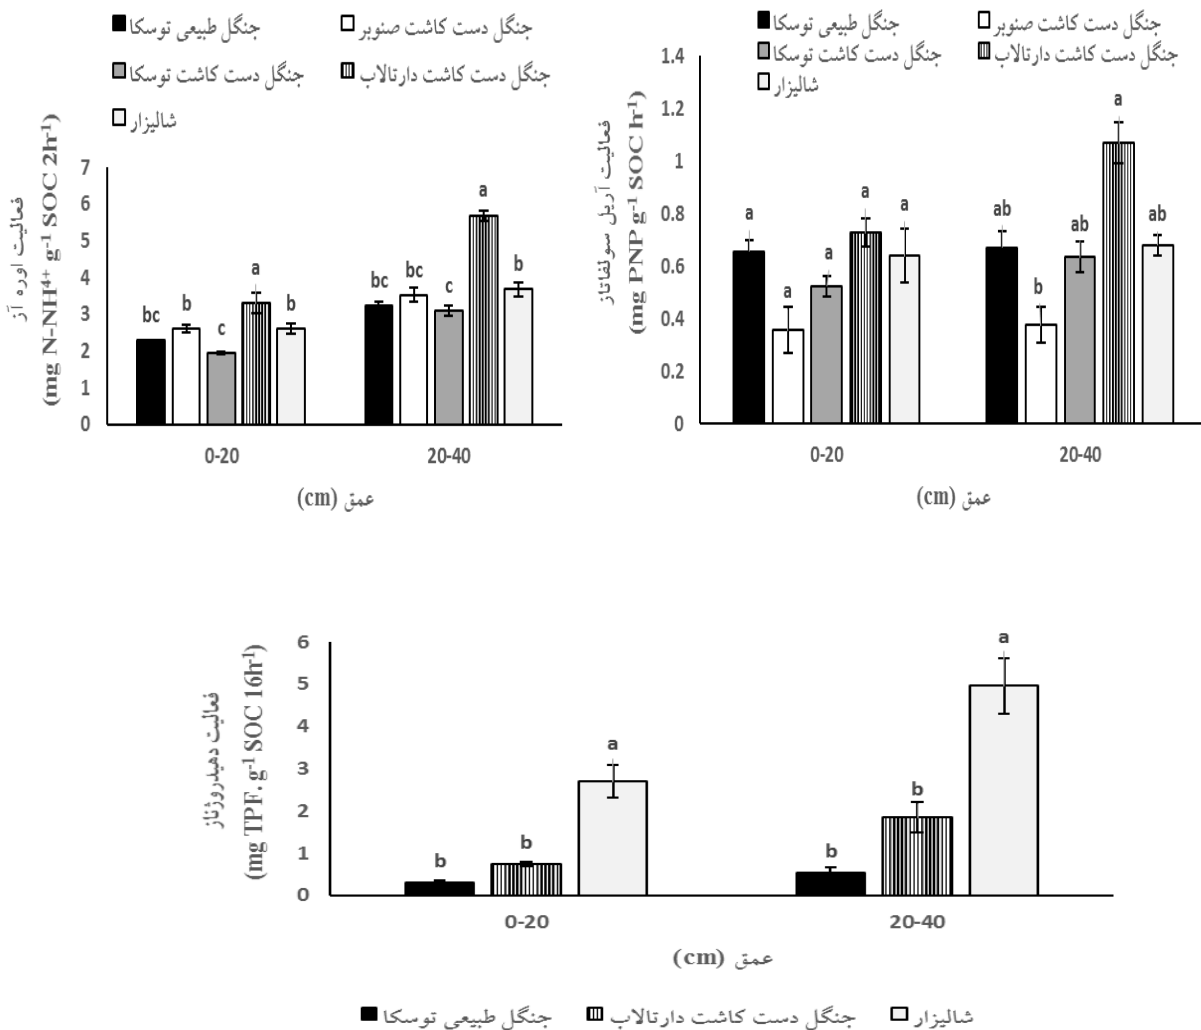 جنگل طبیعی توسکا
جنگل دست کاشت صنوبر
جنگل دست کاشت توسکا
جنگل دست کاشت دارتالاب
شالیزار
فعالیت اوره آز
(mg N-NH⁴⁺ g⁻¹ SOC 2h⁻¹)
7
6
5
4
3
2
1
0
bc
b
c
a
b
bc
bc
c
a
b
0-20
20-40
عمق (cm)
جنگل طبیعی توسکا
جنگل دست کاشت صنوبر
جنگل دست کاشت توسکا
جنگل دست کاشت دارتالاب
شالیزار
فعالیت آریل سولفاتاز
(mg PNP g⁻¹ SOC h⁻¹)
1.4
1.2
1
0.8
0.6
0.4
0.2
0
a
a
a
a
a
ab
b
ab
a
ab
0-20
20-40
عمق (cm)
فعالیت دهیدروژناز
(mg TPF. g⁻¹ SOC 16h⁻¹)
6
5
4
3
2
1
0
b
b
a
b
b
a
0-20
20-40
عمق (cm)
جنگل طبیعی توسکا
جنگل دست کاشت دارتالاب
شالیزار